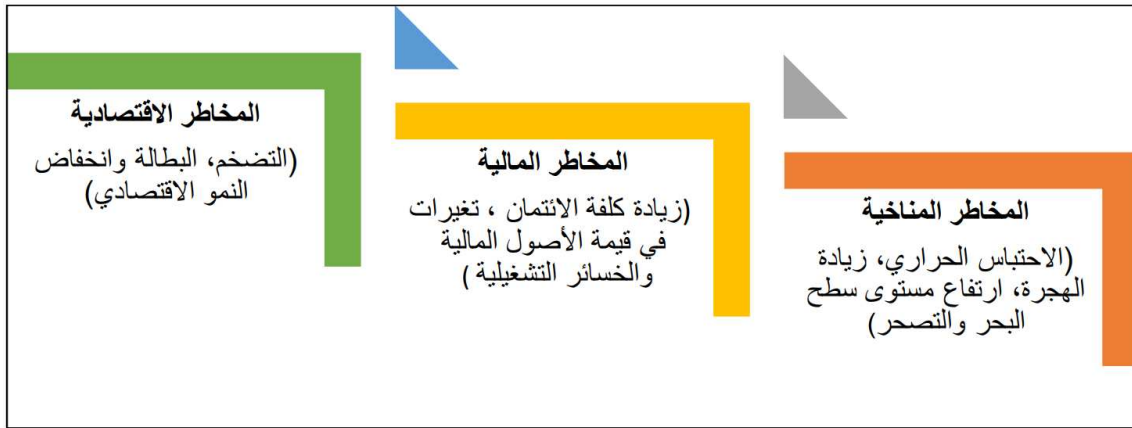 المخاطر المناخية
(الاحتباس الحراري، زيادة
الهجرة، ارتفاع مستوى سطح
البحر والتصحر)
المخاطر المالية
(زيادة كلفة الائتمان ، تغيرات
في قيمة الأصول المالية
والخسائر التشغيلية )
المخاطر الاقتصادية
(التضخم، البطالة وانخفاض
النمو الاقتصادي)